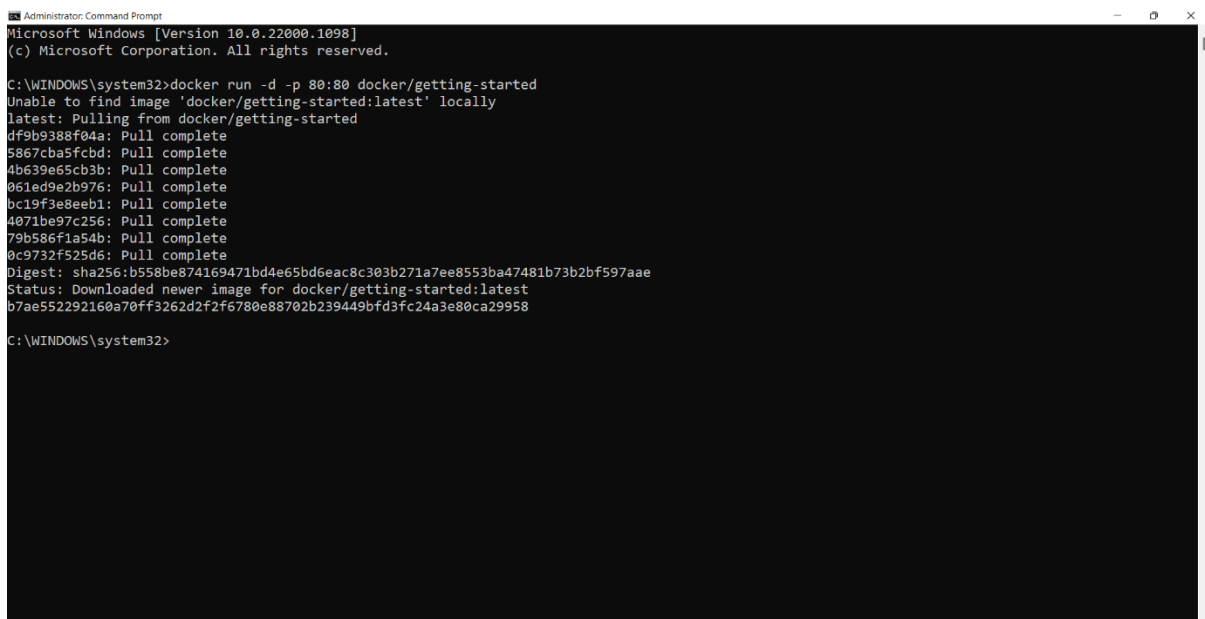 Administrator: Command Prompt
Microsoft Windows [Version 10.0.22000.1098]
(c) Microsoft Corporation. All rights reserved.
C:\WINDOWS\system32>docker run -d -p 80:80 docker/getting-started
Unable to find image 'docker/getting-started:latest' locally
latest: Pulling from docker/getting-started
df9b9388f04a: Pull complete
5867cba5fcbd: Pull complete
4b639e65cb3b: Pull complete
061ed9e2b976: Pull complete
bc19f3e8eeb1: Pull complete
4071be97c256: Pull complete
79b586f1a54b: Pull complete
0c9732f525d6: Pull complete
Digest: sha256:b558be874169471bd4e65bd6eac8c303b271a7ee8553ba47481b73b2bf597aae
Status: Downloaded newer image for docker/getting-started:latest
b7ae552292160a70ff3262d2f2f6780e88702b239449bfd3fc24a3e80ca29958
C:\WINDOWS\system32>